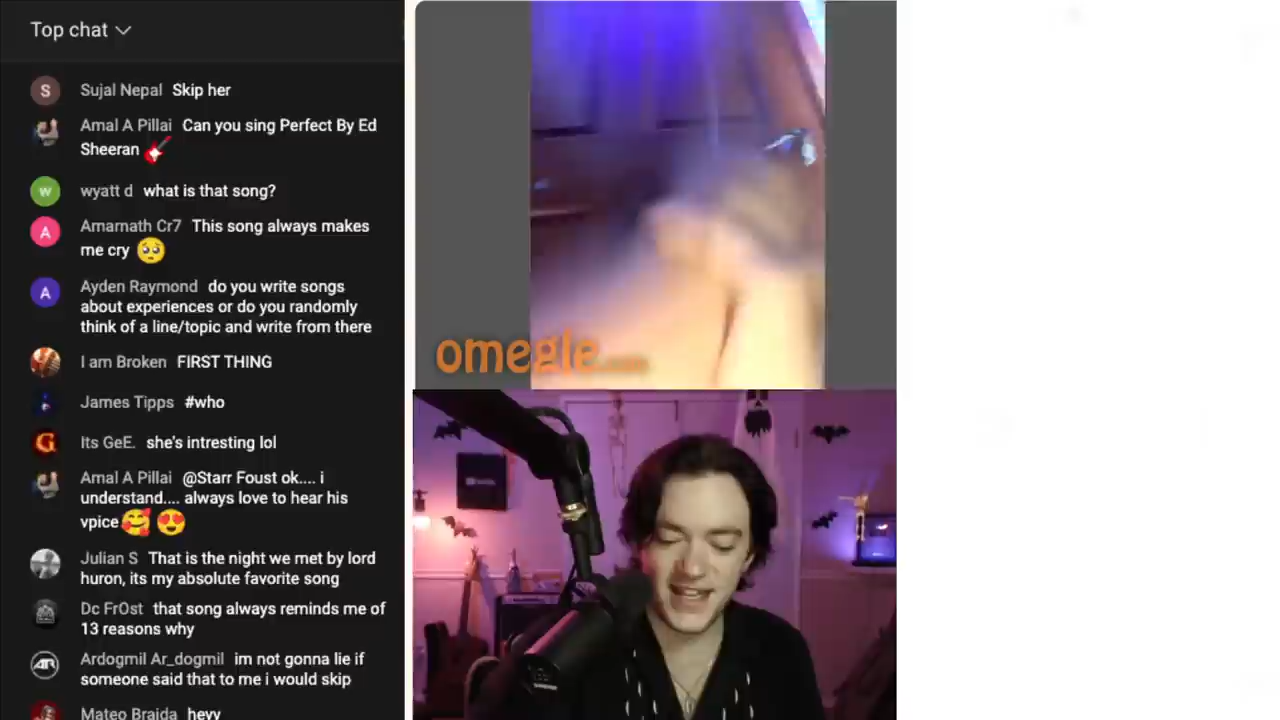 Top chat
Sujal Nepal Skip her
Amal A Pillai Can you sing Perfect By Ed
Sheeran
wyatt d what is that song?
Amarnath Cr7 This song always makes
me cry
Ayden Raymond do you write songs
about experiences or do you randomly
think of a line/topic and write from there
I am Broken FIRST THING
James Tipps #who
Its GeE. she's intresting lol
Amal A Pillai @Starr Foust ok.... i
understand.... always love to hear his
vpice
Julian S That is the night we met by lord
huron, its my absolute favorite song
Dc FrOst that song always reminds me of
13 reasons why
Ardogmil Ar_dogmil im not gonna lie if
someone said that to me i would skip
Mateo Braida heyy
omegle